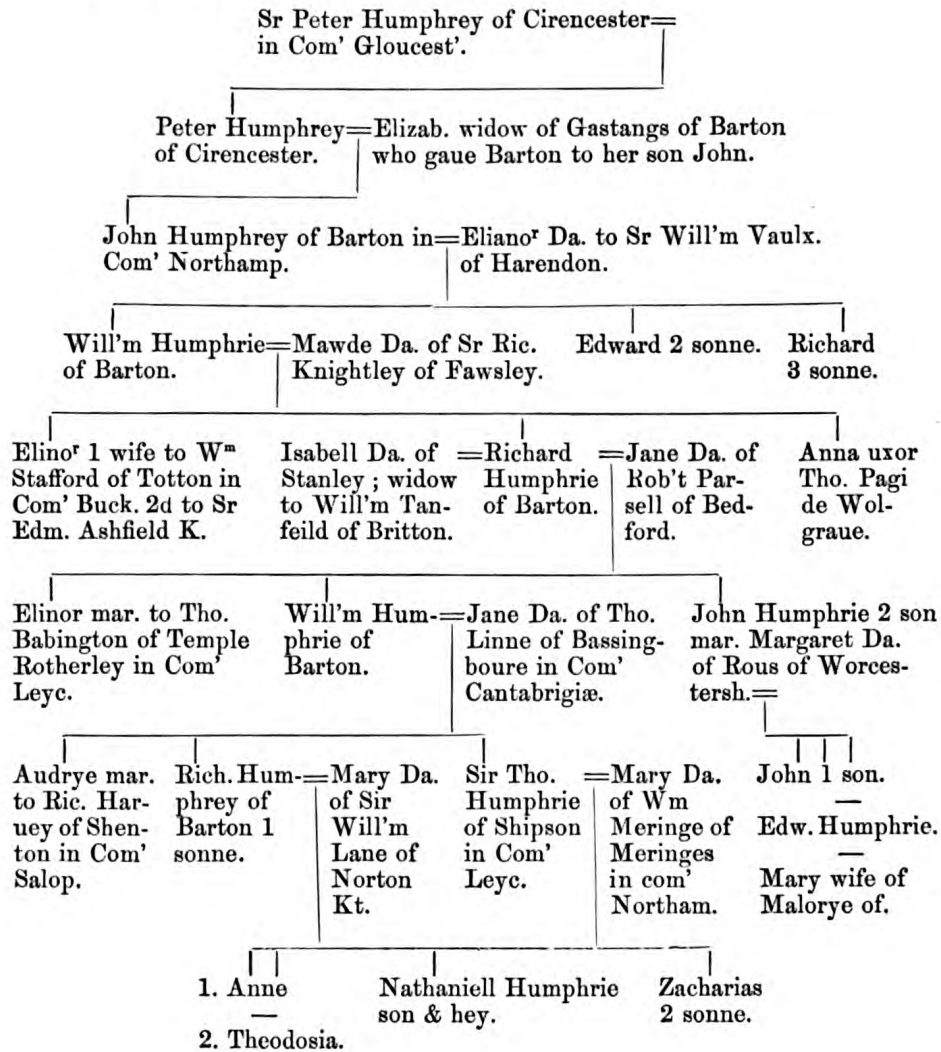 Sr Peter Humphrey of Cirencester=
in Com' Gloucest'.
Peter Humphrey=Elizab. widow of Gastangs of Barton
of Cirencester. who gaue Barton to her son John.
John Humphrey of Barton in=Elianoʳ Da. to Sr Will'm Vaulx.
Com' Northamp. of Harendon.
Will'm Humphrie=Mawde Da. of Sr Ric.
of Barton. Knightley of Fawsley.
Edward 2 sonne.
Richard
3 sonne.
Elinoʳ 1 wife to Wᵐ
Stafford of Totton in
Com' Buck. 2d to Sr
Edm. Ashfield K.
Isabell Da. of
Stanley ; widow
to Will'm Tan-
feild of Britton.
=Richard
Humphrie
of Barton.
=Jane Da. of
Rob't Par-
sell of Bed-
ford.
Anna uxor
Tho. Pagi
de Wol-
graue.
Elinor mar. to Tho.
Babington of Temple
Rotherley in Com'
Leyc.
Will'm Hum-
phrie of
Barton.
=Jane Da. of Tho.
Linne of Bassing-
boure in Com'
Cantabrigiæ.
John Humphrie 2 son
mar. Margaret Da.
of Rous of Worces-
tersh.=
Audrye mar.
to Ric. Har-
uey of Shen-
ton in Com'
Salop.
Rich. Hum-
phrey of
Barton 1
sonne.
=Mary Da.
of Sir
Will'm
Lane of
Norton
Kt.
Sir Tho.
Humphrie
of Shipson
in Com'
Leyc.
=Mary Da.
of Wm
Meringe of
Meringes
in com'
Northam.
John 1 son.
—
Edw. Humphrie.
—
Mary wife of
Malorye of.
1. Anne
—
2. Theodosia.
Nathaniell Humphrie
son & hey.
Zacharias
2 sonne.